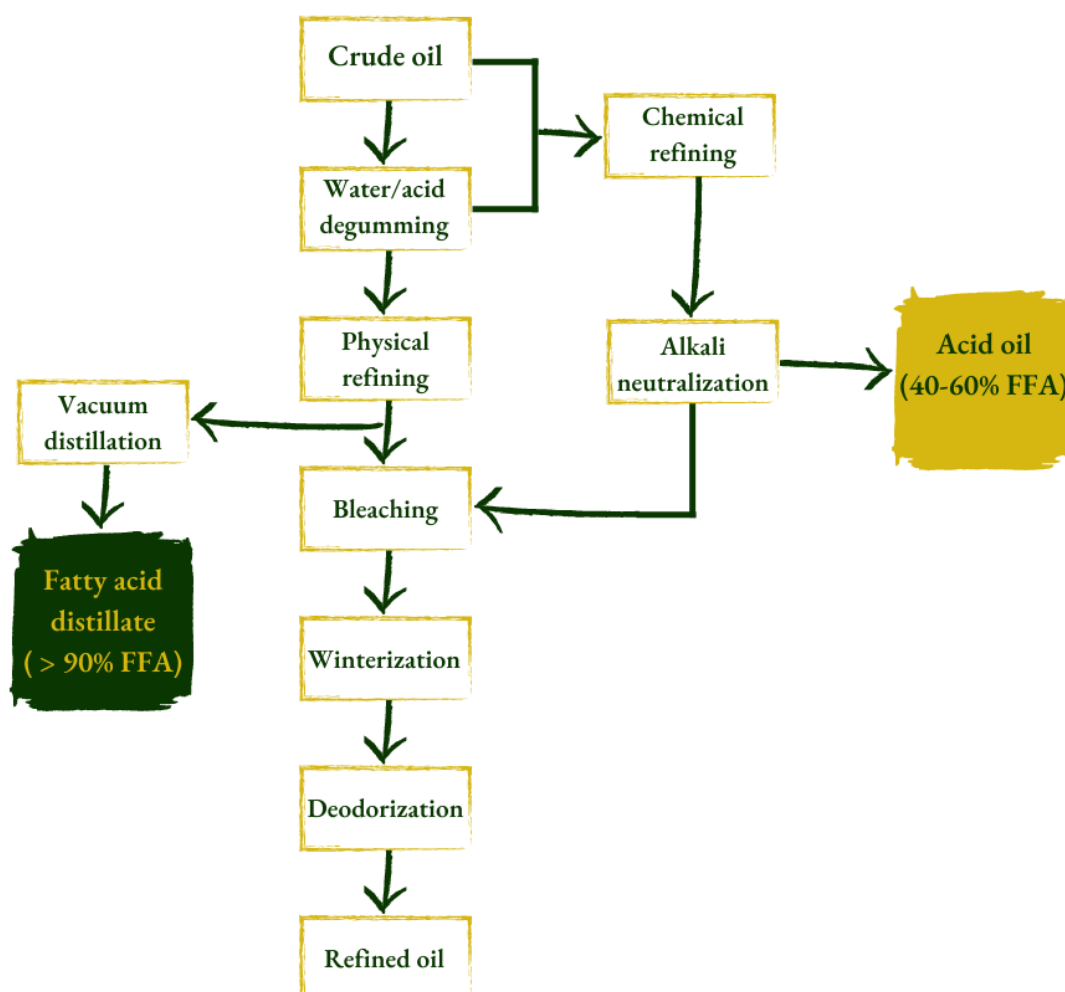 Crude oil
Chemical
refining
Water/acid
degumming
Physical
refining
Alkali
neutralization
Acid oil
(40-60% FFA)
Vacuum
distillation
Bleaching
Fatty acid
distillate
( > 90% FFA)
Winterization
Deodorization
Refined oil